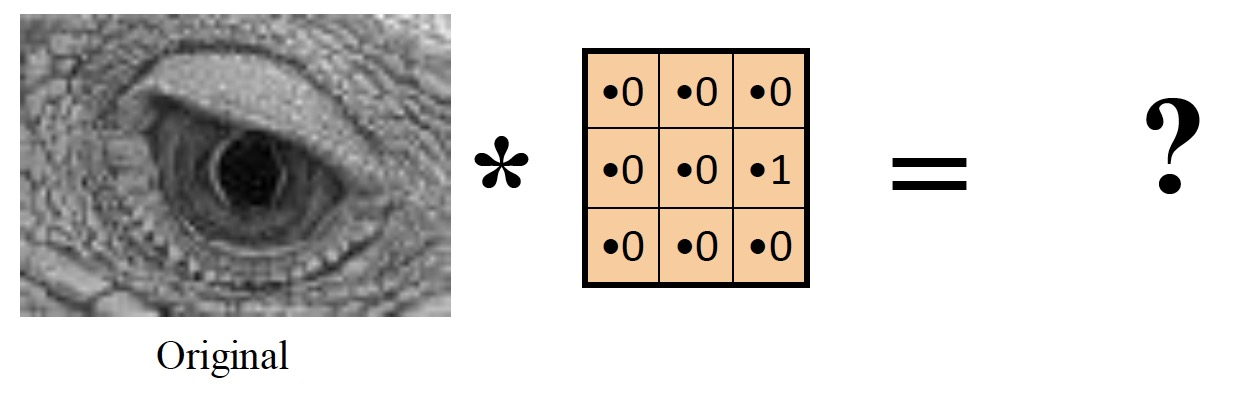 •0 •0 •0
* •0 •0 •1 = ?
•0 •0 •0
Original